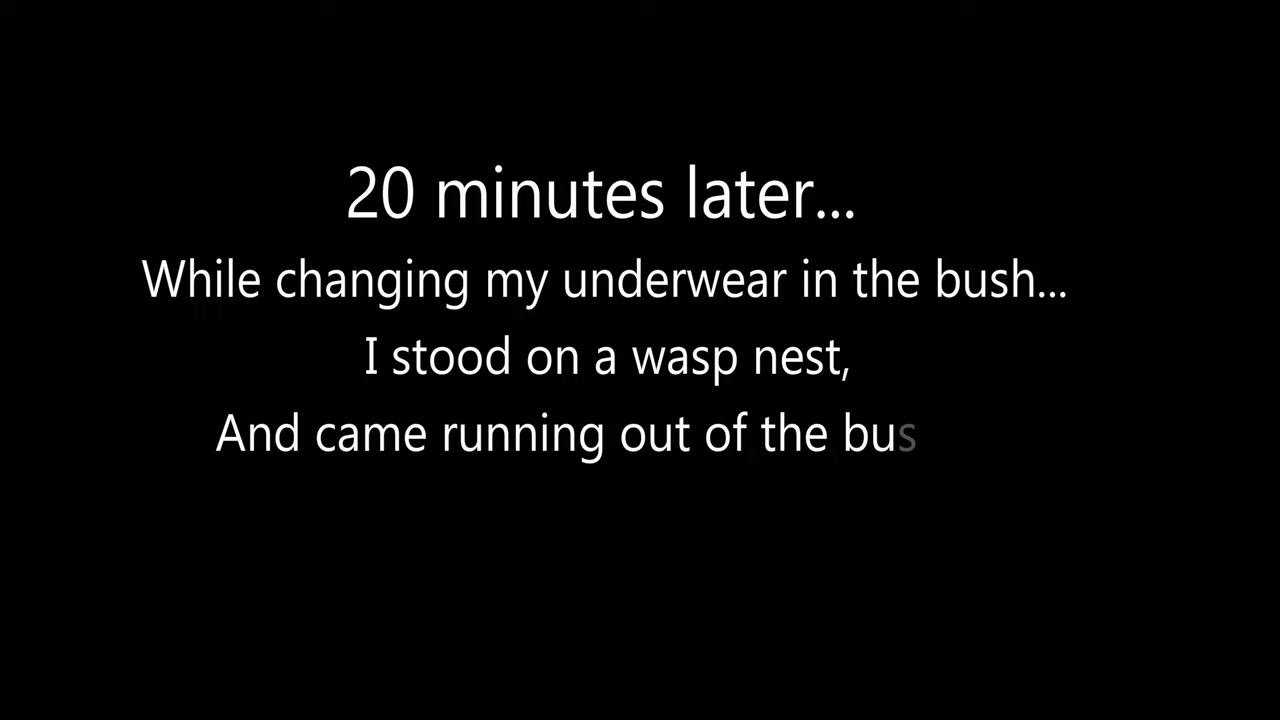 20 minutes later...
While changing my underwear in the bush...
I stood on a wasp nest,
And came running out of the bus